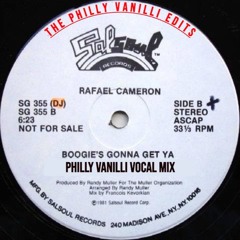 THE PHILLY VANILLI EDITS
Salsoul
RECORDS
RAFAEL CAMERON
SG 355 (DJ)
SG 355 B
6:23
NOT FOR SALE
SIDE B
STEREO
ASCAP
33⅓ RPM
BOOGIE'S GONNA GET YA
PHILLY VANILLI VOCAL MIX
Produced By Randy Muller For The Muller Organization
Arranged By Randy Muller
Mix by Francois Kevorkian
℗ 1981 Salsoul Record Corp.
MFG. BY SALSOUL RECORDS 240 MADISON AVE., NY, NY 10016